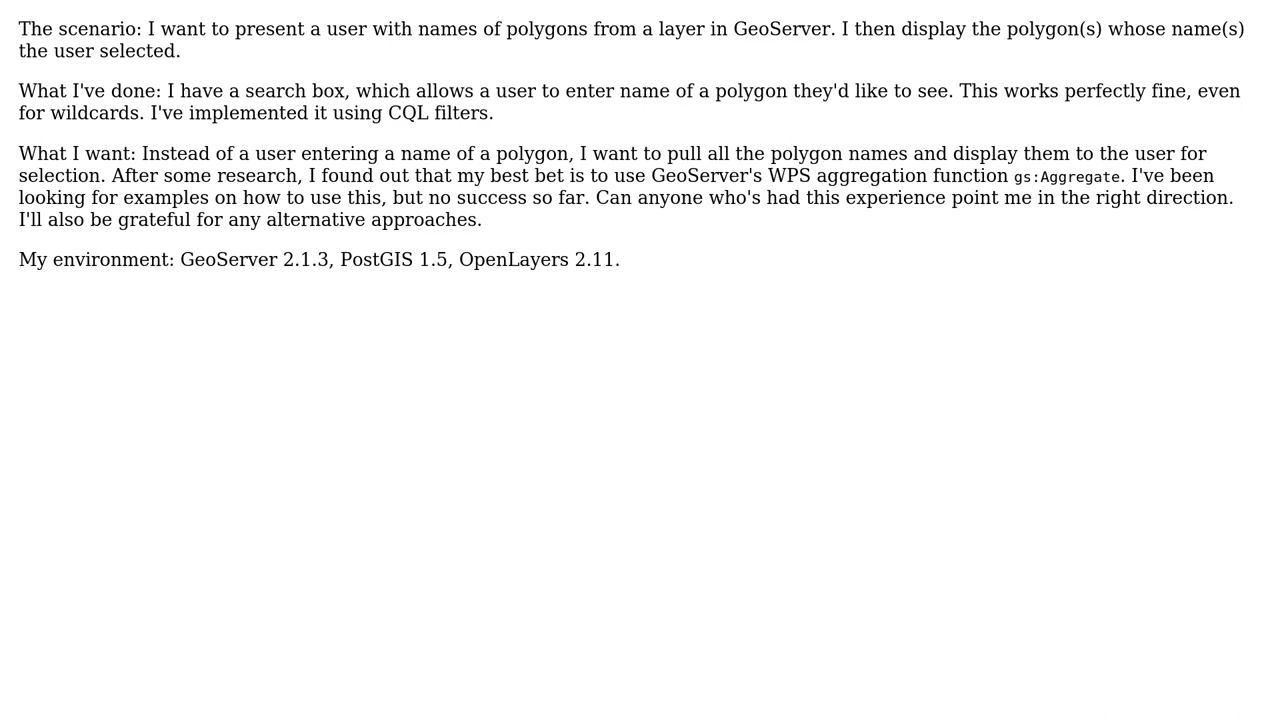 The scenario: I want to present a user with names of polygons from a layer in GeoServer. I then display the polygon(s) whose name(s)
the user selected.
What I've done: I have a search box, which allows a user to enter name of a polygon they'd like to see. This works perfectly fine, even
for wildcards. I've implemented it using CQL filters.
What I want: Instead of a user entering a name of a polygon, I want to pull all the polygon names and display them to the user for
selection. After some research, I found out that my best bet is to use GeoServer's WPS aggregation function gs:Aggregate. I've been
looking for examples on how to use this, but no success so far. Can anyone who's had this experience point me in the right direction.
I'll also be grateful for any alternative approaches.
My environment: GeoServer 2.1.3, PostGIS 1.5, OpenLayers 2.11.